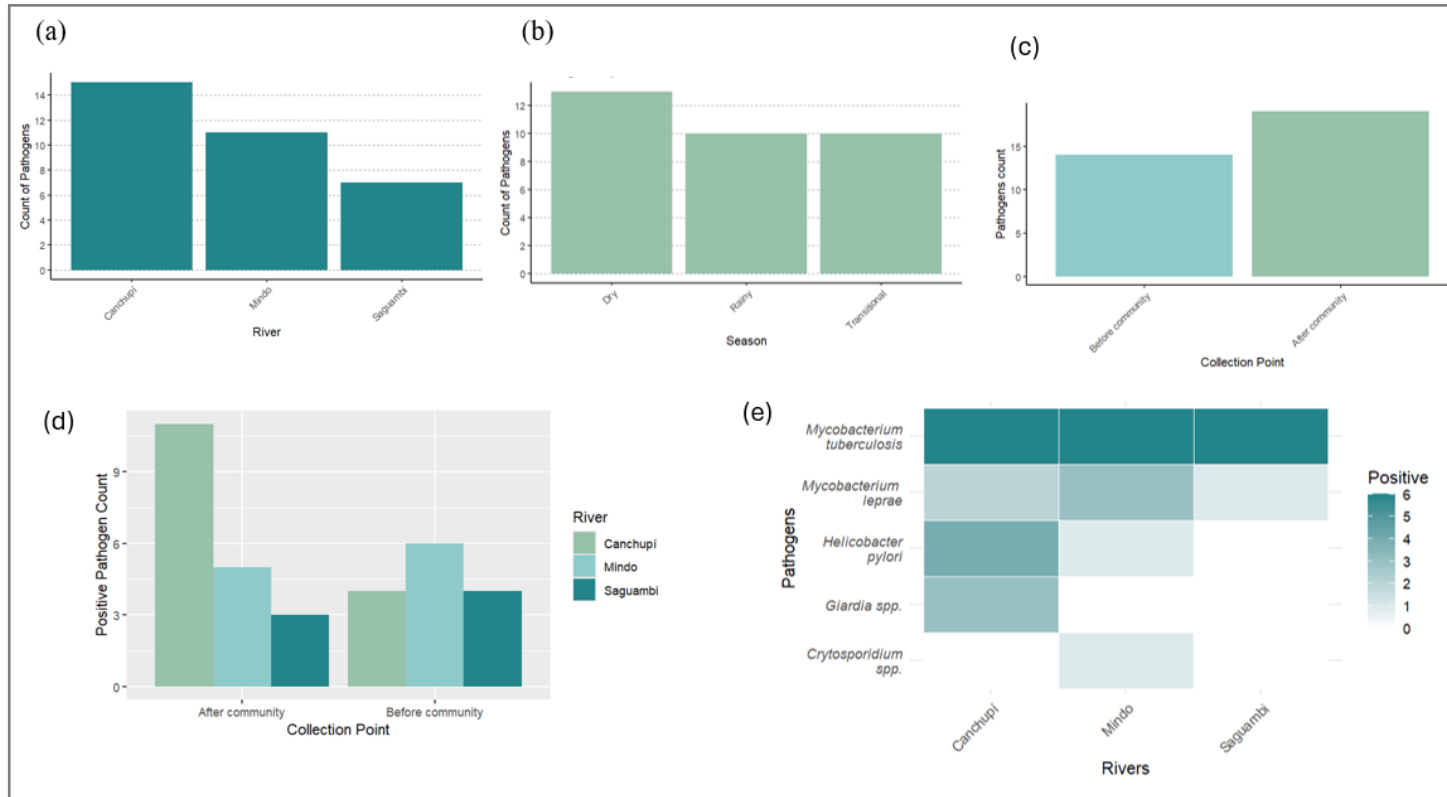 (a)
Count of Pathogens
14
12
10
8
6
4
2
0
Canchupí
Mindo
Saguambi
River
(b)
Count of Pathogens
12
10
8
6
4
2
0
Dry
Rainy
Transitional
Season
(c)
Pathogens count
15
10
5
0
Before community
After community
Collection Point
(d)
Positive Pathogen Count
9
6
3
0
After community
Before community
Collection Point
River
Canchupí
Mindo
Saguambi
(e)
Pathogens
Mycobacterium
tuberculosis
Mycobacterium
leprae
Helicobacter
pylori
Giardia spp.
Crytosporidium
spp.
Canchupí
Mindo
Saguambi
Rivers
Positive
6
5
4
3
2
1
0